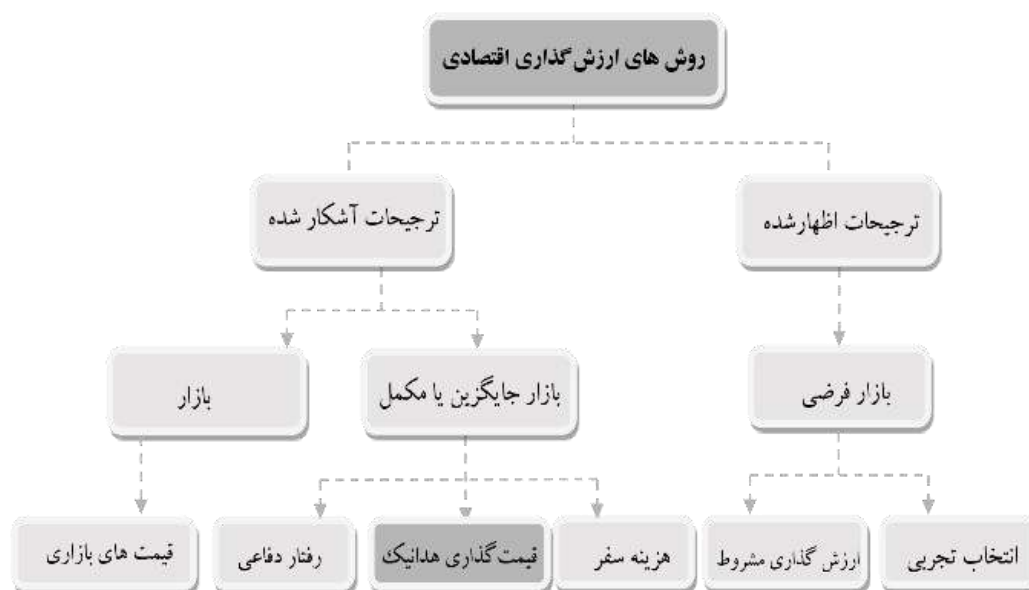 روش های ارزش گذاری اقتصادی
ترجیحات اظهارشده
ترجیحات آشکار شده
بازار فرضی
بازار جایگزین یا مکمل
بازار
انتخاب تجربی
ارزش گذاری مشروط
هزینه سفر
قیمت گذاری هدانیک
رفتار دفاعی
قیمت های بازاری